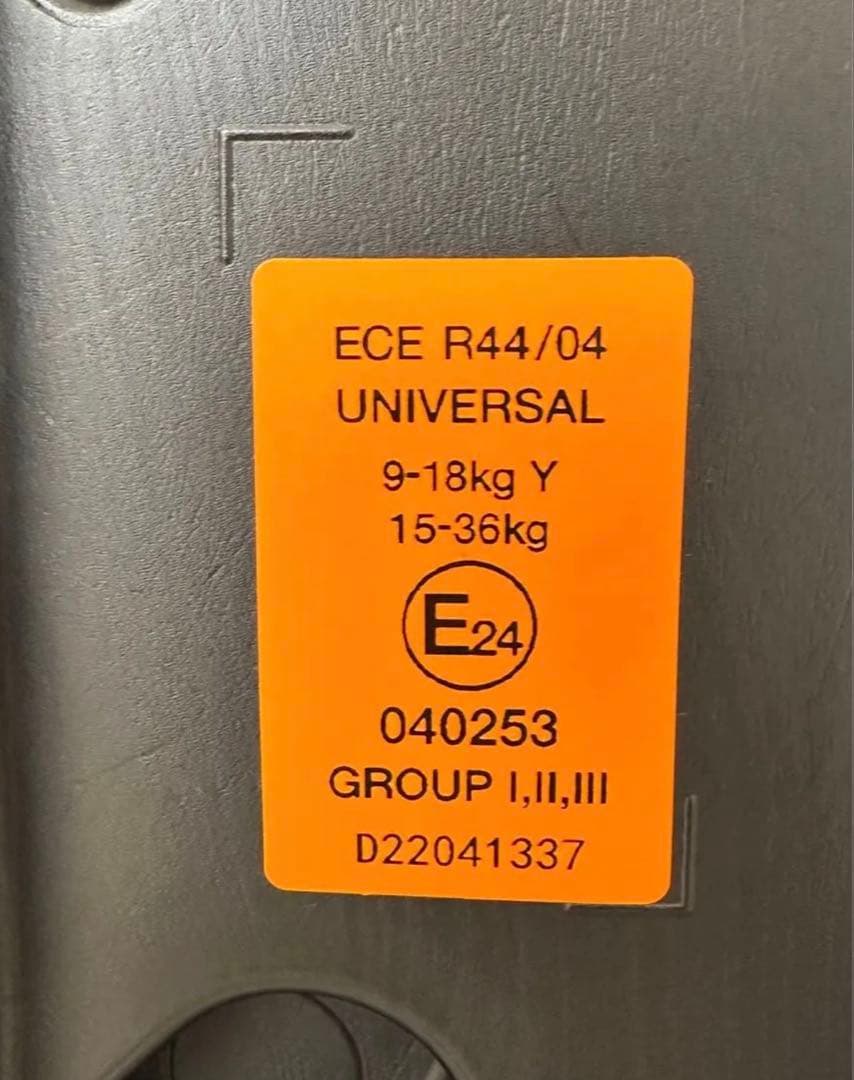 ECE R44/04
UNIVERSAL
9-18kg Y
15-36kg
E24
040253
GROUP I,II,III
D22041337